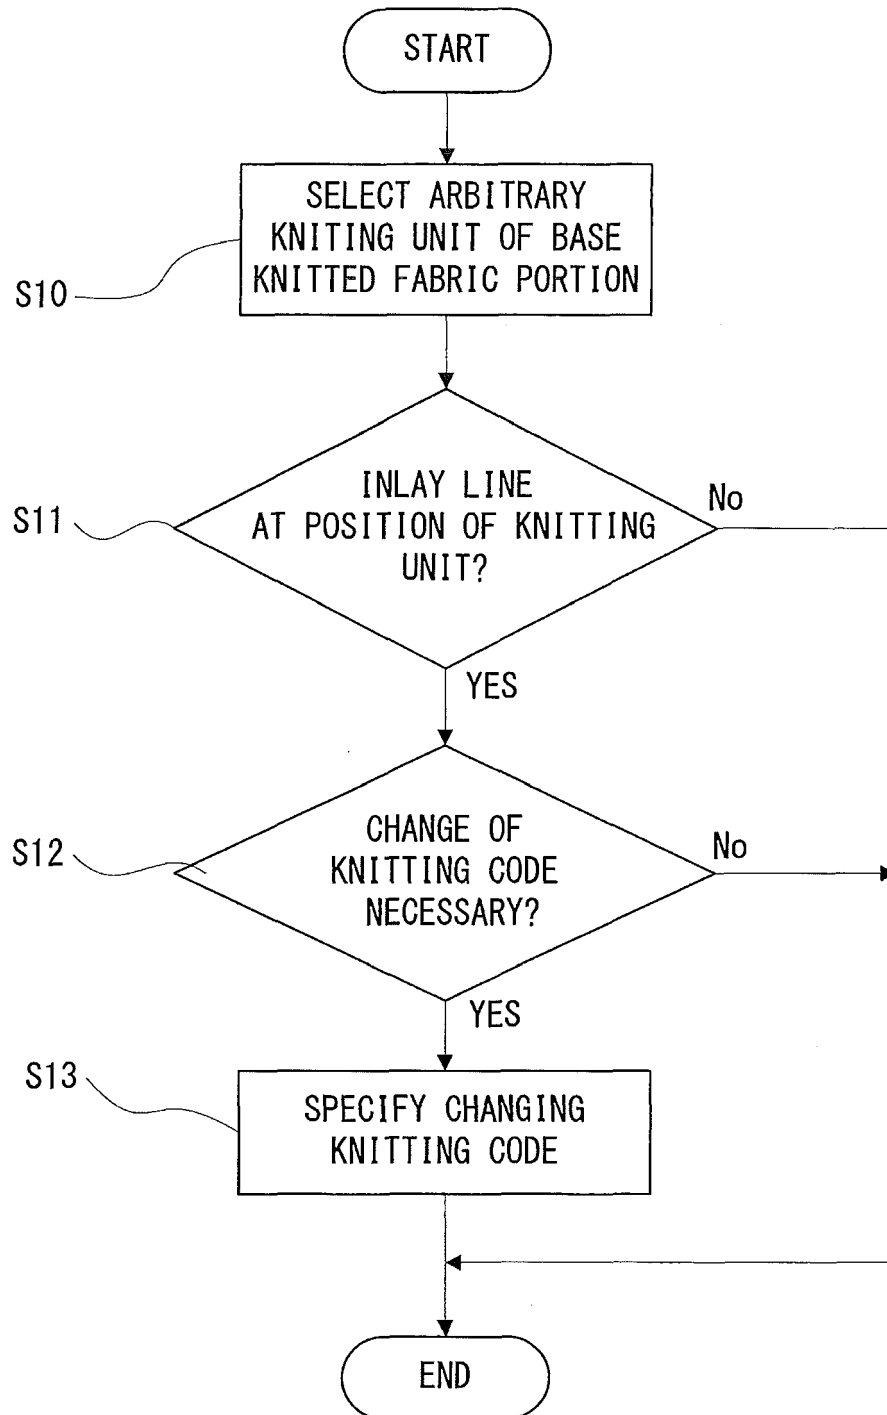 START
SELECT ARBITRARY
KNITING UNIT OF BASE
KNITTED FABRIC PORTION
S10
INLAY LINE
AT POSITION OF KNITTING
UNIT?
S11
No
YES
CHANGE OF
KNITTING CODE
NECESSARY?
S12
No
YES
S13
SPECIFY CHANGING
KNITTING CODE
END